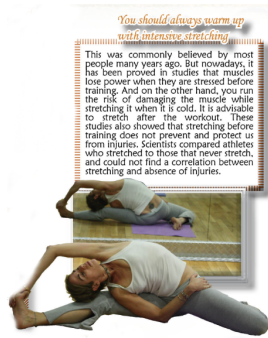 You should always warm up
with intensive stretching
This was commonly believed by most
people many years ago. But nowadays, it
has been proved in studies that muscles
lose power when they are stressed before
training. And on the other hand, you run
the risk of damaging the muscle while
stretching it when it is cold. It is advisable
to stretch after the workout. These
studies also showed that stretching before
training does not prevent and protect us
from injuries. Scientists compared athletes
who stretched to those that never stretch,
and could not find a correlation between
stretching and absence of injuries.